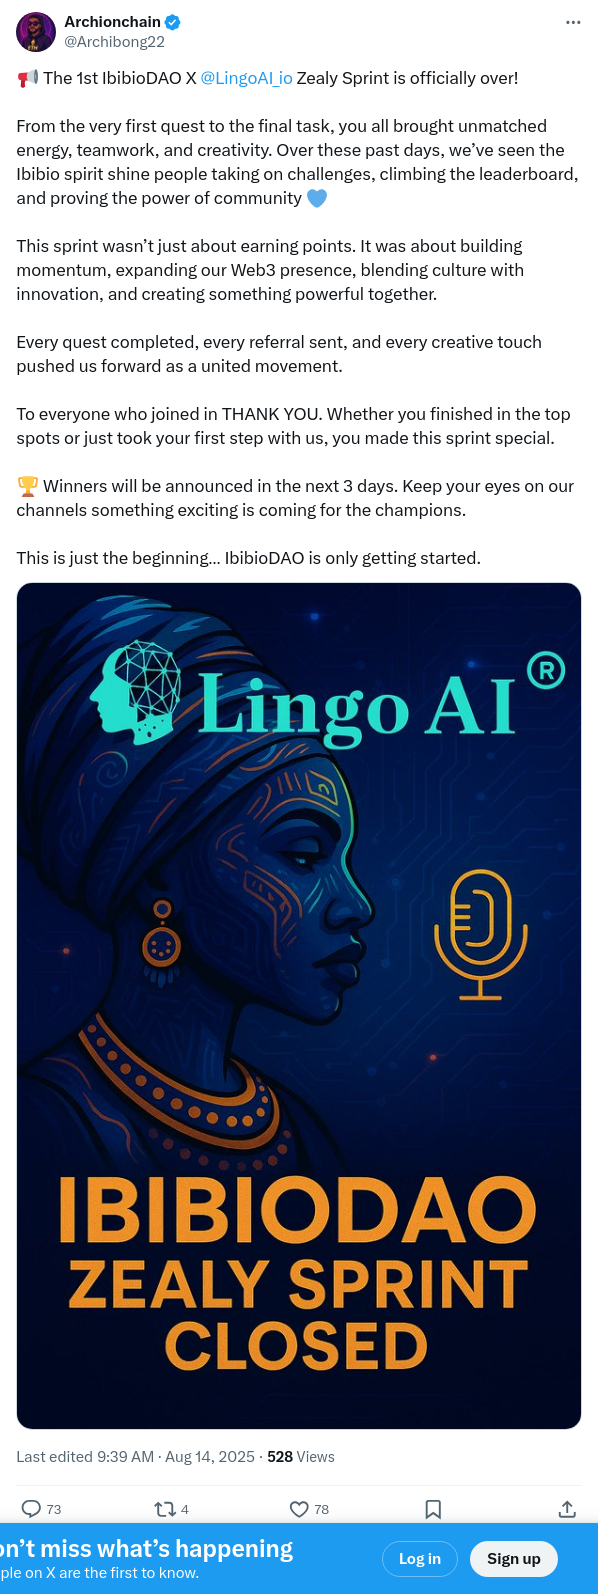 Archionchain
@Archibong22
📢 The 1st IbibioDAO X @LingoAI_io Zealy Sprint is officially over!
From the very first quest to the final task, you all brought unmatched
energy, teamwork, and creativity. Over these past days, we’ve seen the
Ibibio spirit shine people taking on challenges, climbing the leaderboard,
and proving the power of community 💙
This sprint wasn’t just about earning points. It was about building
momentum, expanding our Web3 presence, blending culture with
innovation, and creating something powerful together.
Every quest completed, every referral sent, and every creative touch
pushed us forward as a united movement.
To everyone who joined in THANK YOU. Whether you finished in the top
spots or just took your first step with us, you made this sprint special.
🏆 Winners will be announced in the next 3 days. Keep your eyes on our
channels something exciting is coming for the champions.
This is just the beginning... IbibioDAO is only getting started.
Lingo AI ®
IBIBIODAO
ZEALY SPRINT
CLOSED
Last edited 9:39 AM · Aug 14, 2025 · 528 Views
73 4 78
on’t miss what’s happening
ple on X are the first to know.
Log in
Sign up